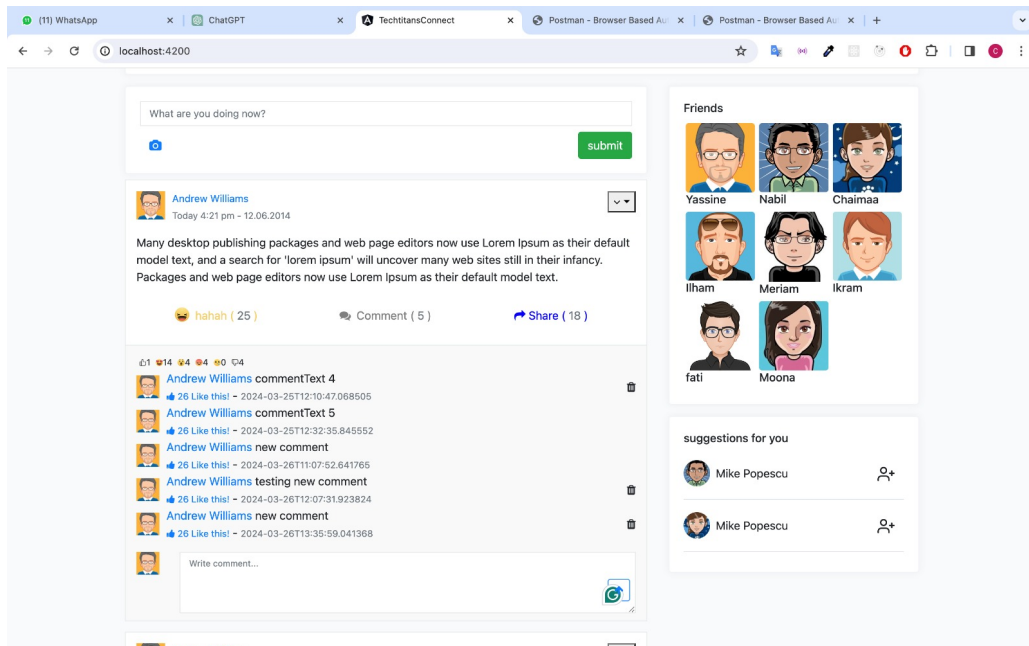 (11) WhatsApp
ChatGPT
TechtitansConnect
Postman - Browser Based Au
Postman - Browser Based Au
localhost:4200
C
What are you doing now?
submit
Andrew Williams
Today 4:21 pm - 12.06.2014
Many desktop publishing packages and web page editors now use Lorem Ipsum as their default
model text, and a search for 'lorem ipsum' will uncover many web sites still in their infancy.
Packages and web page editors now use Lorem Ipsum as their default model text.
hahah ( 25 )
Comment ( 5 )
Share ( 18 )
1 14 4 4 0 4
Andrew Williams commentText 4
26 Like this! - 2024-03-25T12:10:47.068505
Andrew Williams commentText 5
26 Like this! - 2024-03-25T12:32:35.845552
Andrew Williams new comment
26 Like this! - 2024-03-26T11:07:52.641765
Andrew Williams testing new comment
26 Like this! - 2024-03-26T12:07:31.923824
Andrew Williams new comment
26 Like this! - 2024-03-26T13:35:59.041368
Write comment...
Friends
Yassine
Nabil
Chaimaa
Ilham
Meriam
Ikram
fati
Moona
suggestions for you
Mike Popescu
Mike Popescu